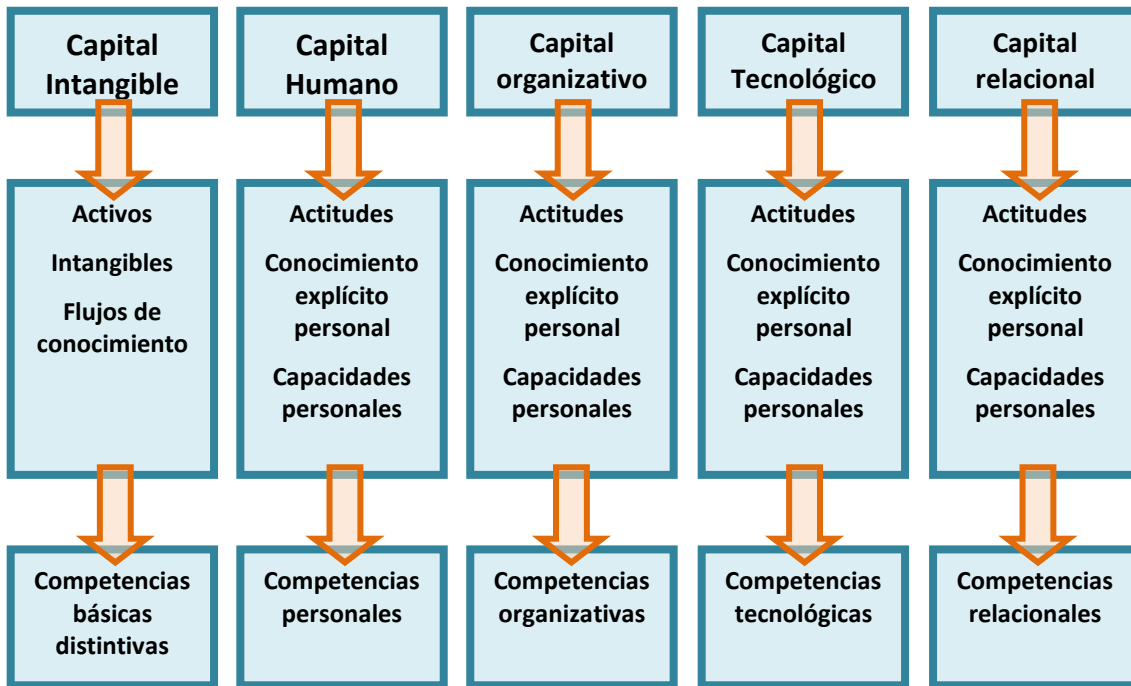 Capital
Intangible
Capital
Humano
Capital
organizativo
Capital
Tecnológico
Capital
relacional
Activos
Intangibles
Flujos de
conocimiento
Actitudes
Conocimiento
explícito
personal
Capacidades
personales
Actitudes
Conocimiento
explícito
personal
Capacidades
personales
Actitudes
Conocimiento
explícito
personal
Capacidades
personales
Actitudes
Conocimiento
explícito
personal
Capacidades
personales
Competencias
básicas
distintivas
Competencias
personales
Competencias
organizativas
Competencias
tecnológicas
Competencias
relacionales